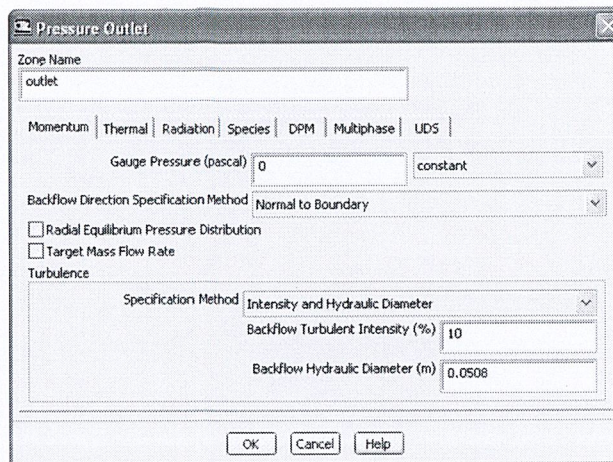 Pressure Outlet
Zone Name
outlet
Momentum Thermal Radiation Species DPM Multiphase UDS
Gauge Pressure (pascal) 0 constant
Backflow Direction Specification Method Normal to Boundary
Radial Equilibrium Pressure Distribution
Target Mass Flow Rate
Turbulence
Specification Method Intensity and Hydraulic Diameter
Backflow Turbulent Intensity (%) 10
Backflow Hydraulic Diameter (m) 0.0508
OK Cancel Help